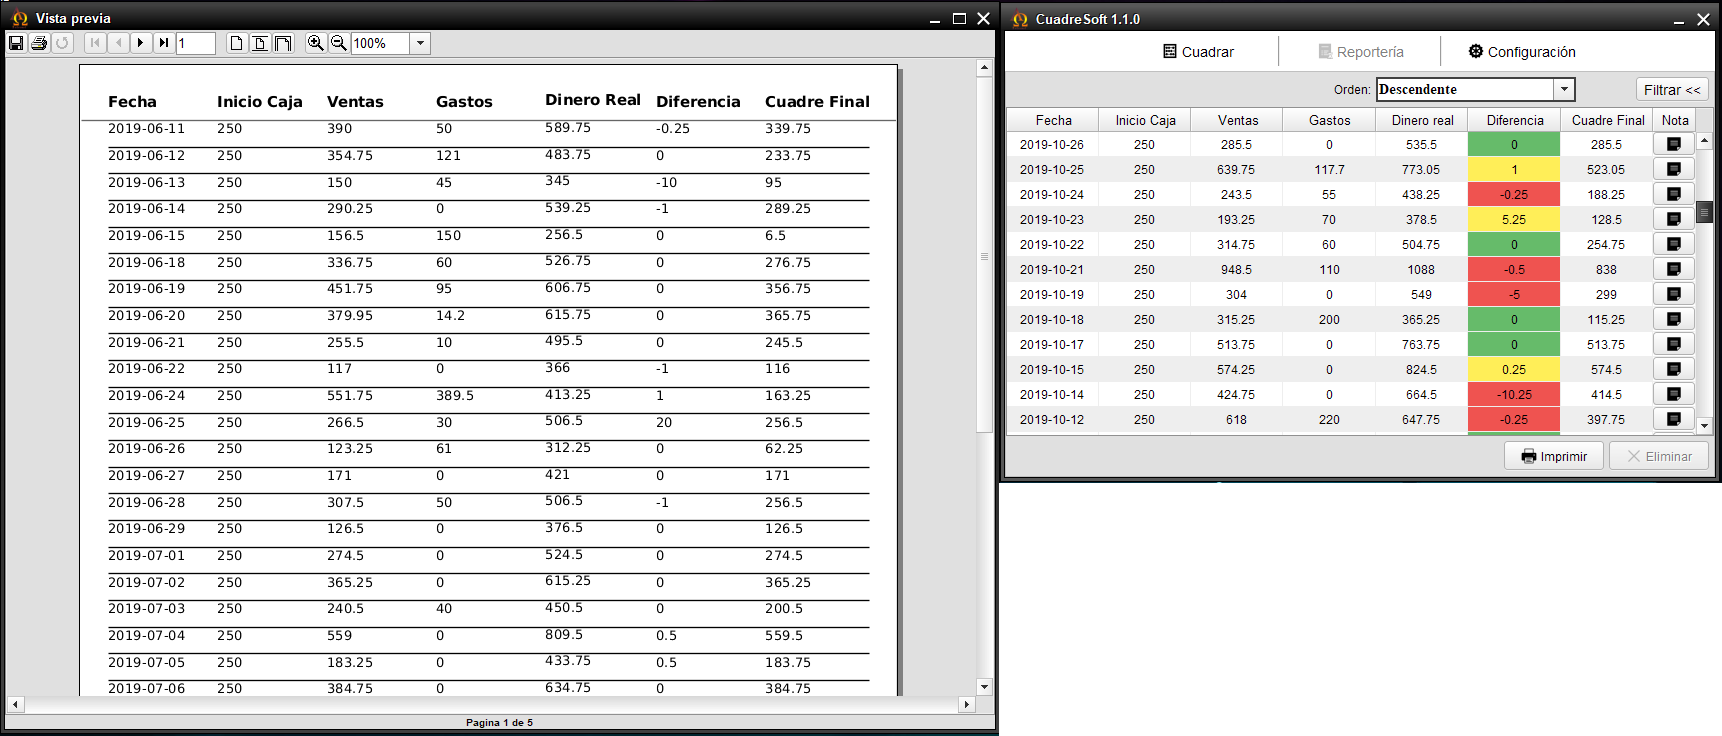 Vista previa
1
100%
Fecha Inicio Caja Ventas Gastos Dinero Real Diferencia Cuadre Final
2019-06-11 250 390 50 589.75 -0.25 339.75
2019-06-12 250 354.75 121 483.75 0 233.75
2019-06-13 250 150 45 345 -10 95
2019-06-14 250 290.25 0 539.25 -1 289.25
2019-06-15 250 156.5 150 256.5 0 6.5
2019-06-18 250 336.75 60 526.75 0 276.75
2019-06-19 250 451.75 95 606.75 0 356.75
2019-06-20 250 379.95 14.2 615.75 0 365.75
2019-06-21 250 255.5 10 495.5 0 245.5
2019-06-22 250 117 0 366 -1 116
2019-06-24 250 551.75 389.5 413.25 1 163.25
2019-06-25 250 266.5 30 506.5 20 256.5
2019-06-26 250 123.25 61 312.25 0 62.25
2019-06-27 250 171 0 421 0 171
2019-06-28 250 307.5 50 506.5 -1 256.5
2019-06-29 250 126.5 0 376.5 0 126.5
2019-07-01 250 274.5 0 524.5 0 274.5
2019-07-02 250 365.25 0 615.25 0 365.25
2019-07-03 250 240.5 40 450.5 0 200.5
2019-07-04 250 559 0 809.5 0.5 559.5
2019-07-05 250 183.25 0 433.75 0.5 183.75
2019-07-06 250 384.75 0 634.75 0 384.75
Pagina 1 de 5
CuadreSoft 1.1.0
Cuadrar Reportería Configuración
Orden: Descendente Filtrar <<
Fecha Inicio Caja Ventas Gastos Dinero real Diferencia Cuadre Final Nota
2019-10-26 250 285.5 0 535.5 0 285.5
2019-10-25 250 639.75 117.7 773.05 1 523.05
2019-10-24 250 243.5 55 438.25 -0.25 188.25
2019-10-23 250 193.25 70 378.5 5.25 128.5
2019-10-22 250 314.75 60 504.75 0 254.75
2019-10-21 250 948.5 110 1088 -0.5 838
2019-10-19 250 304 0 549 -5 299
2019-10-18 250 315.25 200 365.25 0 115.25
2019-10-17 250 513.75 0 763.75 0 513.75
2019-10-15 250 574.25 0 824.5 0.25 574.5
2019-10-14 250 424.75 0 664.5 -10.25 414.5
2019-10-12 250 618 220 647.75 -0.25 397.75
Imprimir Eliminar